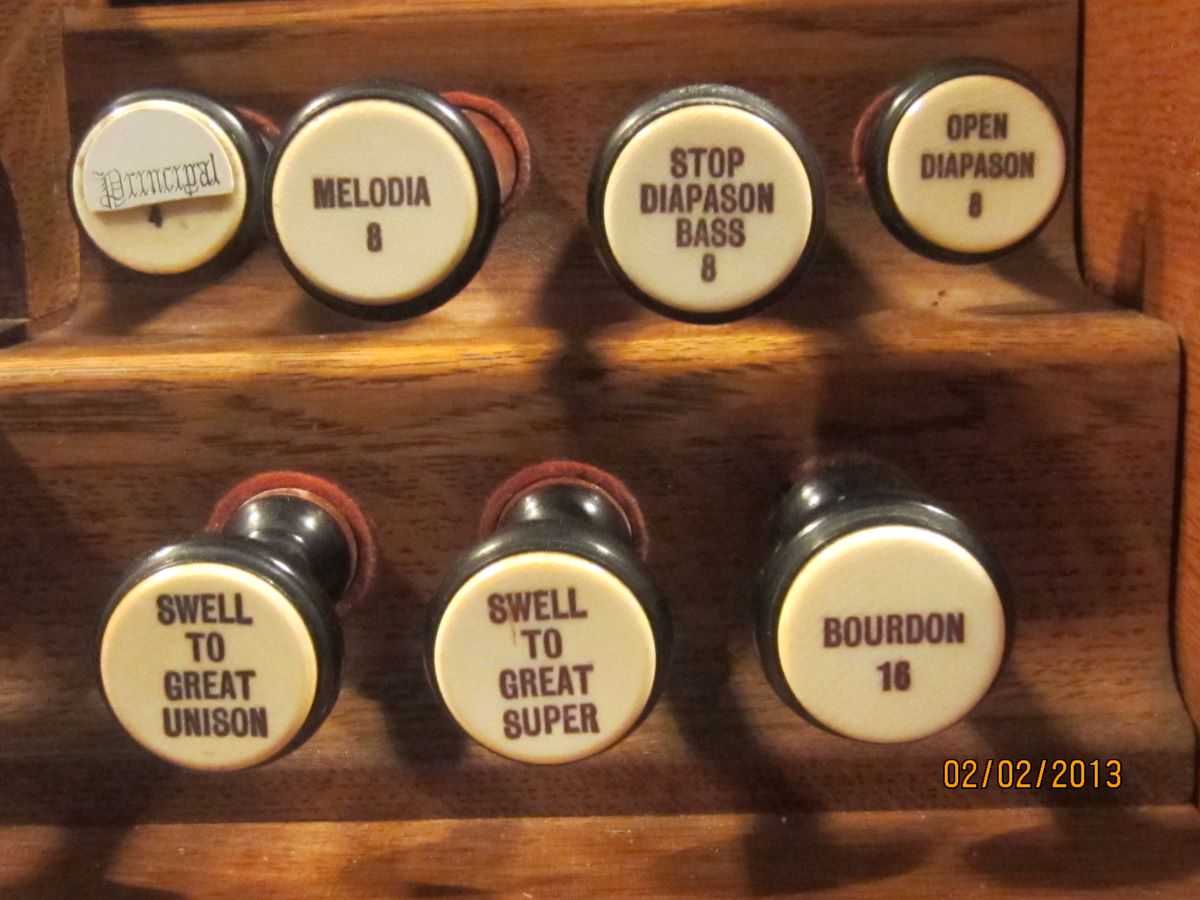 Principal
4
MELODIA
8
STOP
DIAPASON
BASS
8
OPEN
DIAPASON
8
SWELL
TO
GREAT
UNISON
SWELL
TO
GREAT
SUPER
BOURDON
16
02/02/2013